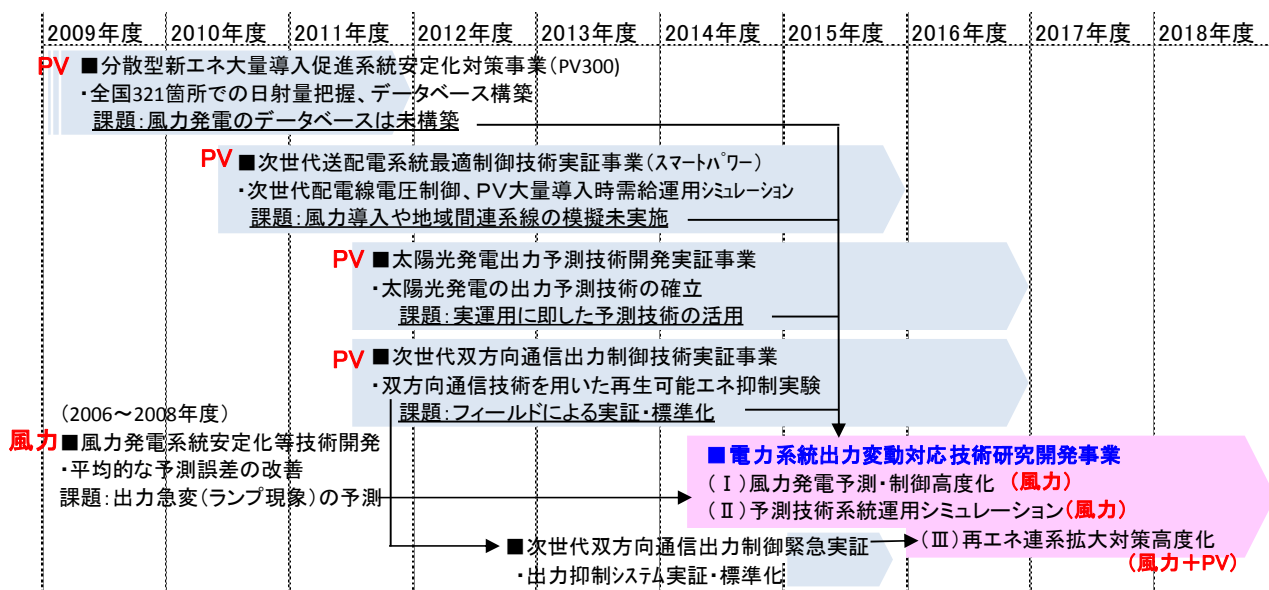 2009年度 2010年度 2011年度 2012年度 2013年度 2014年度 2015年度 2016年度 2017年度 2018年度
PV ■分散型新エネ大量導入促進系統安定化対策事業(PV300)
・全国321箇所での日射量把握、データベース構築
課題:風力発電のデータベースは未構築
PV ■次世代送配電系統最適制御技術実証事業(スマートパワー)
・次世代配電線電圧制御、PV大量導入時需給運用シミュレーション
課題:風力導入や地域間連系線の模擬未実施
PV ■太陽光発電出力予測技術開発実証事業
・太陽光発電の出力予測技術の確立
課題:実運用に即した予測技術の活用
PV ■次世代双方向通信出力制御技術実証事業
・双方向通信技術を用いた再生可能エネ抑制実験
課題:フィールドによる実証・標準化
(2006～2008年度)
風力 ■風力発電系統安定化等技術開発
・平均的な予測誤差の改善
課題:出力急変(ランプ現象)の予測
■電力系統出力変動対応技術研究開発事業
(Ⅰ)風力発電予測・制御高度化 (風力)
(Ⅱ)予測技術系統運用シミュレーション(風力)
(Ⅲ)再エネ連系拡大対策高度化
(風力+PV)
■次世代双方向通信出力制御緊急実証
・出力抑制システム実証・標準化